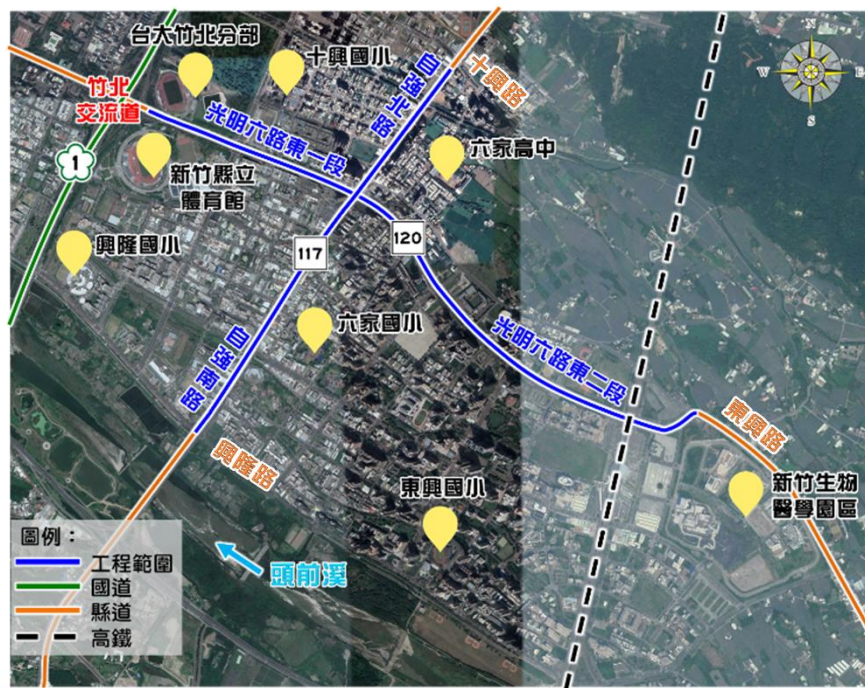 台大竹北分部
十興國小
自強北路
十興路
N
W
E
S
竹北
交流道
光明六路東一段
六家高中
1
新竹縣立
體育館
興隆國小
117
120
六家國小
自強南路
光明六路東二段
東興路
興隆路
東興國小
新竹生物
醫學園區
頭前溪
圖例：
工程範圍
國道
縣道
高鐵